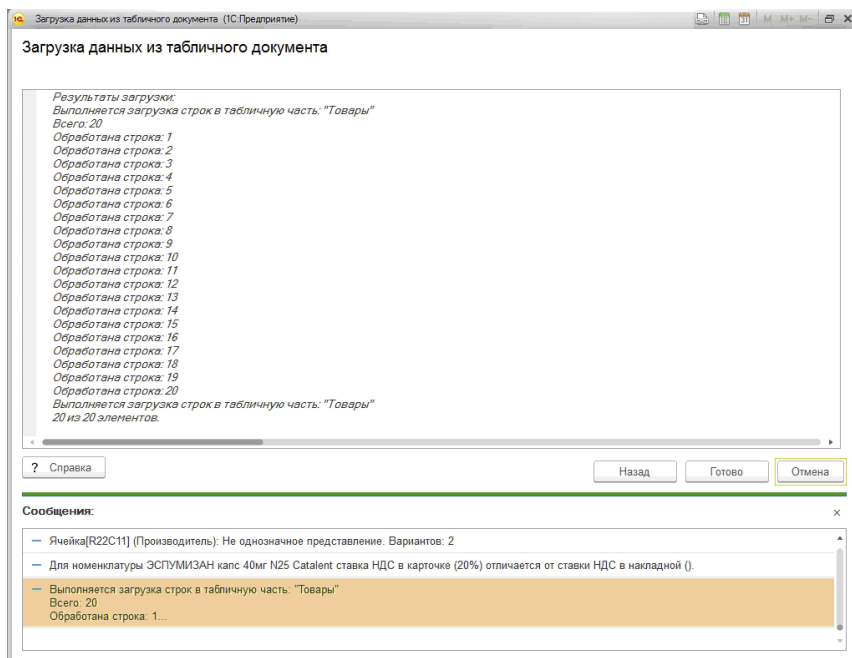 Загрузка данных из табличного документа (1С:Предприятие)
M M+ M-
Загрузка данных из табличного документа
Результаты загрузки:
Выполняется загрузка строк в табличную часть: "Товары"
Всего: 20
Обработана строка: 1
Обработана строка: 2
Обработана строка: 3
Обработана строка: 4
Обработана строка: 5
Обработана строка: 6
Обработана строка: 7
Обработана строка: 8
Обработана строка: 9
Обработана строка: 10
Обработана строка: 11
Обработана строка: 12
Обработана строка: 13
Обработана строка: 14
Обработана строка: 15
Обработана строка: 16
Обработана строка: 17
Обработана строка: 18
Обработана строка: 19
Обработана строка: 20
Выполняется загрузка строк в табличную часть: "Товары"
20 из 20 элементов.
? Справка
Назад
Готово
Отмена
Сообщения:
Ячейка[R22C11] (Производитель): Не однозначное представление. Вариантов: 2
Для номенклатуры ЭСПУМИЗАН капс 40мг N25 Catalent ставка НДС в карточке (20%) отличается от ставки НДС в накладной ().
Выполняется загрузка строк в табличную часть: "Товары"
Всего: 20
Обработана строка: 1...